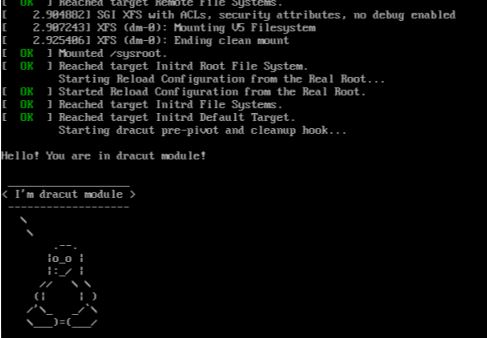 [  OK  ] Reached target Remote File Systems.
[    2.904882] SGI XFS with ACLs, security attributes, no debug enabled
[    2.907243] XFS (dm-0): Mounting V5 Filesystem
[    2.925406] XFS (dm-0): Ending clean mount
[  OK  ] Mounted /sysroot.
[  OK  ] Reached target Initrd Root File System.
         Starting Reload Configuration from the Real Root...
[  OK  ] Started Reload Configuration from the Real Root.
[  OK  ] Reached target Initrd File Systems.
[  OK  ] Reached target Initrd Default Target.
         Starting dracut pre-pivot and cleanup hook...
Hello! You are in dracut module!
< I'm dracut module >